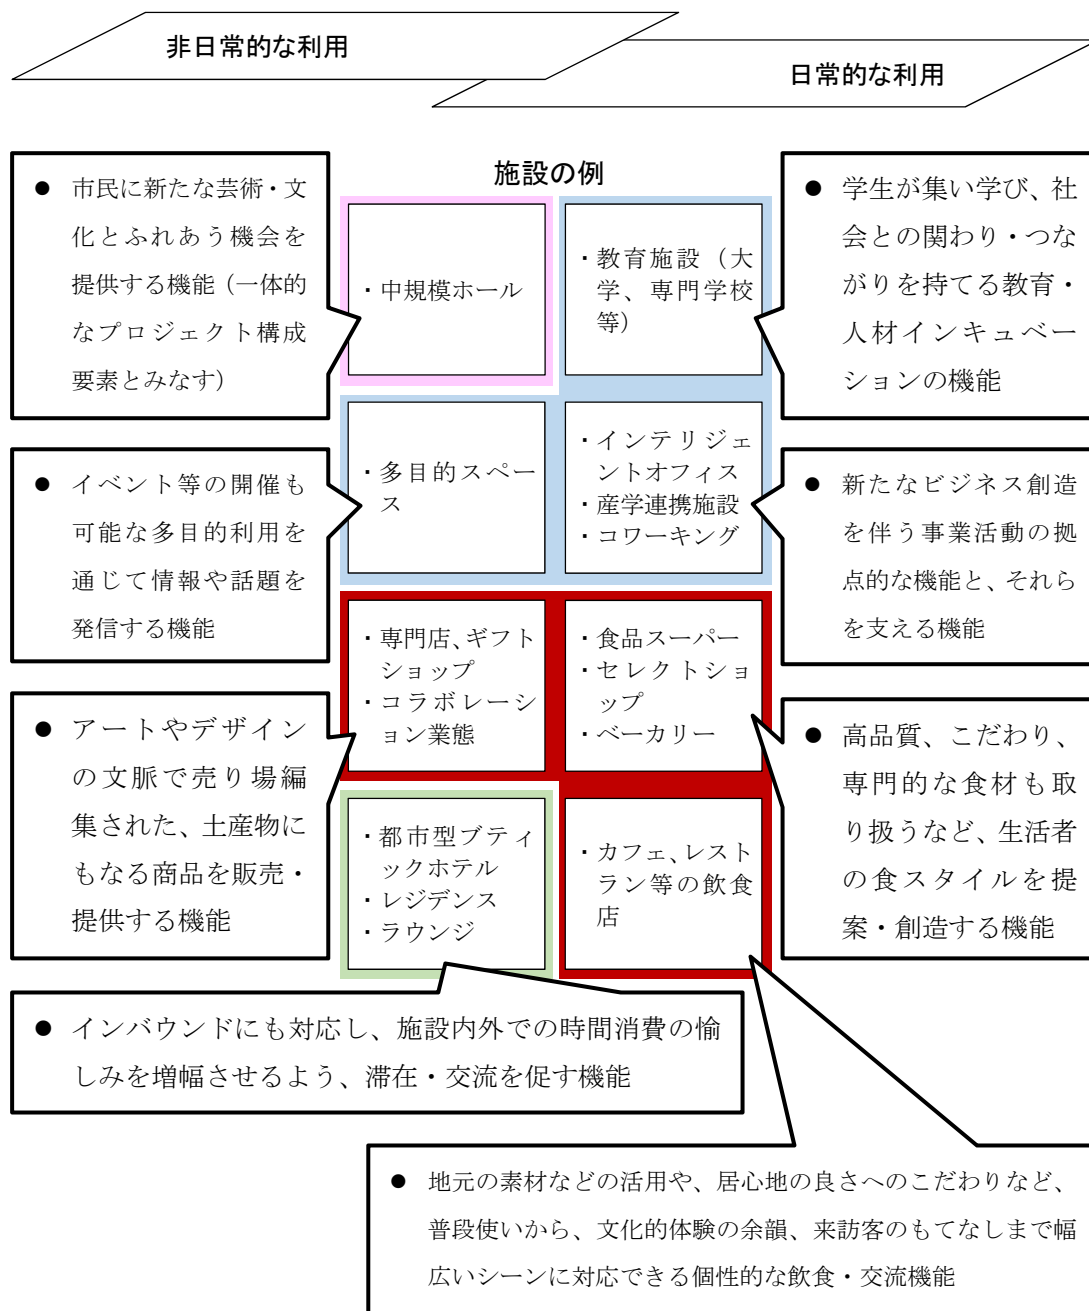 非日常的な利用
日常的な利用
施設の例
● 市民に新たな芸術・文
化とふれあう機会を
提供する機能（一体的
なプロジェクト構成
要素とみなす）
・中規模ホール
・教育施設（大
学、専門学校
等）
● 学生が集い学び、社
会との関わり・つな
がりを持てる教育・
人材インキュベー
ションの機能
● イベント等の開催も
可能な多目的利用を
通じて情報や話題を
発信する機能
・多目的スペー
ス
・インテリジェ
ントオフィス
・産学連携施設
・コワーキング
● 新たなビジネス創造
を伴う事業活動の拠
点的な機能と、それら
を支える機能
● アートやデザイン
の文脈で売り場編
集された、土産物に
もなる商品を販売・
提供する機能
・専門店、ギフト
ショップ
・コラボレーシ
ョン業態
・食品スーパー
・セレクトショ
ップ
・ベーカリー
● 高品質、こだわり、
専門的な食材も取
り扱うなど、生活者
の食スタイルを提
案・創造する機能
・都市型ブティ
ックホテル
・レジデンス
・ラウンジ
・カフェ、レスト
ラン等の飲食
店
● インバウンドにも対応し、施設内外での時間消費の愉
しみを増幅させるよう、滞在・交流を促す機能
● 地元の素材などの活用や、居心地の良さへのこだわりなど、
普段使いから、文化的体験の余韻、来訪客のもてなしまで幅
広いシーンに対応できる個性的な飲食・交流機能